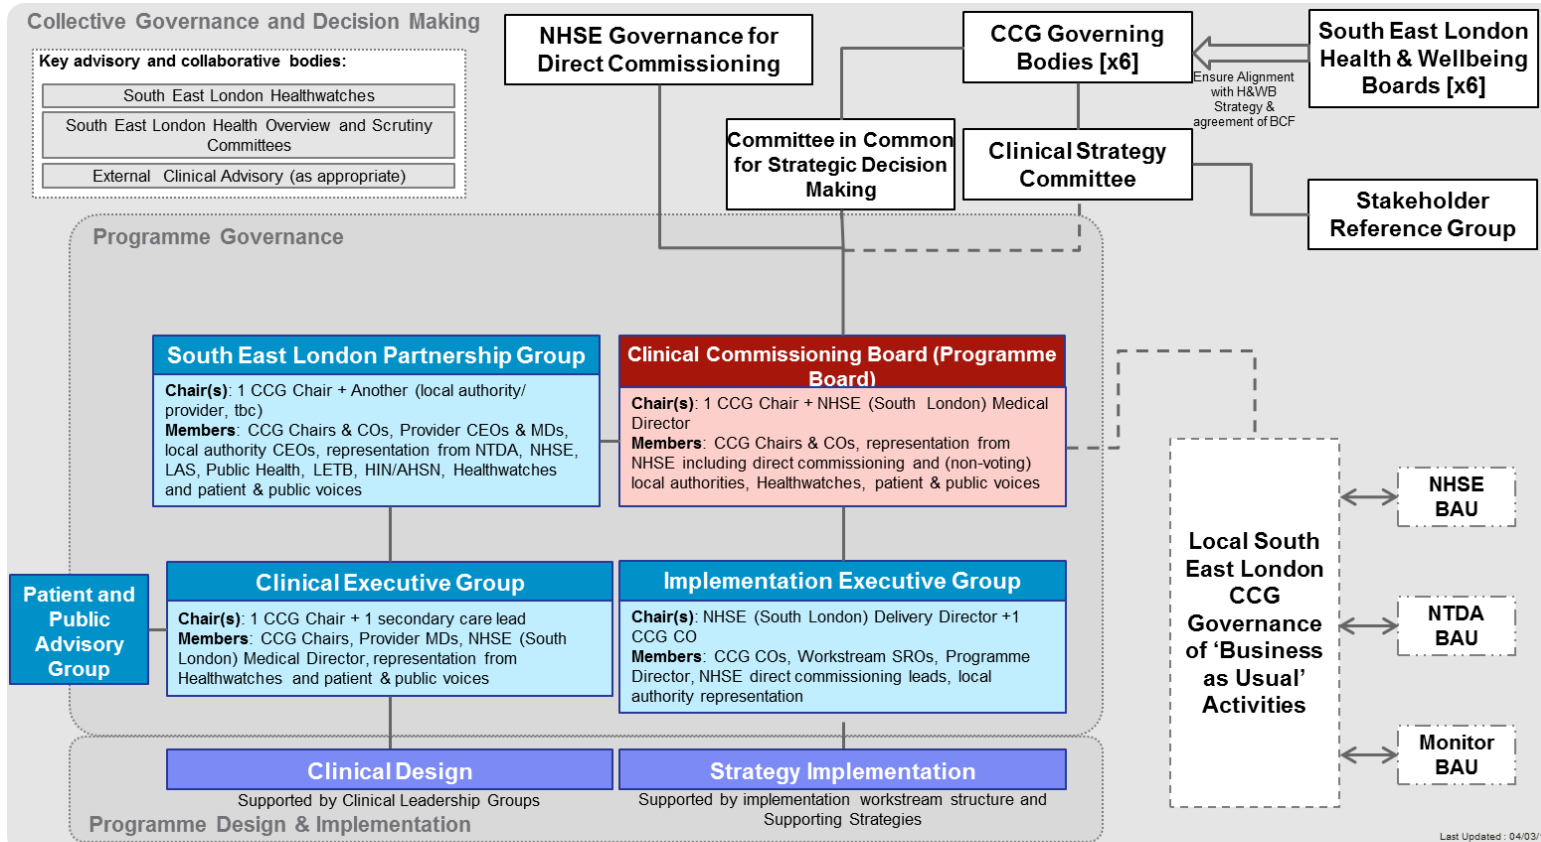 Collective Governance and Decision Making
Key advisory and collaborative bodies:
South East London Healthwatches
South East London Health Overview and Scrutiny
Committees
External Clinical Advisory (as appropriate)
NHSE Governance for
Direct Commissioning
CCG Governing
Bodies [x6]
South East London
Health & Wellbeing
Boards [x6]
Ensure Alignment
with H&WB
Strategy &
agreement of BCF
Committee in Common
for Strategic Decision
Making
Clinical Strategy
Committee
Stakeholder
Reference Group
Programme Governance
South East London Partnership Group
Chair(s): 1 CCG Chair + Another (local authority/
provider, tbc)
Members: CCG Chairs & COs, Provider CEOs & MDs,
local authority CEOs, representation from NTDA, NHSE,
LAS, Public Health, LETB, HIN/AHSN, Healthwatches
and patient & public voices
Clinical Commissioning Board (Programme
Board)
Chair(s): 1 CCG Chair + NHSE (South London) Medical
Director
Members: CCG Chairs & COs, representation from
NHSE including direct commissioning and (non-voting)
local authorities, Healthwatches, patient & public voices
Patient and
Public
Advisory
Group
Clinical Executive Group
Chair(s): 1 CCG Chair + 1 secondary care lead
Members: CCG Chairs, Provider MDs, NHSE (South
London) Medical Director, representation from
Healthwatches and patient & public voices
Implementation Executive Group
Chair(s): NHSE (South London) Delivery Director +1
CCG CO
Members: CCG COs, Workstream SROs, Programme
Director, NHSE direct commissioning leads, local
authority representation
Local South
East London
CCG
Governance
of ‘Business
as Usual’
Activities
NHSE
BAU
NTDA
BAU
Monitor
BAU
Clinical Design
Supported by Clinical Leadership Groups
Strategy Implementation
Supported by implementation workstream structure and
Supporting Strategies
Programme Design & Implementation
Last Updated : 04/03/